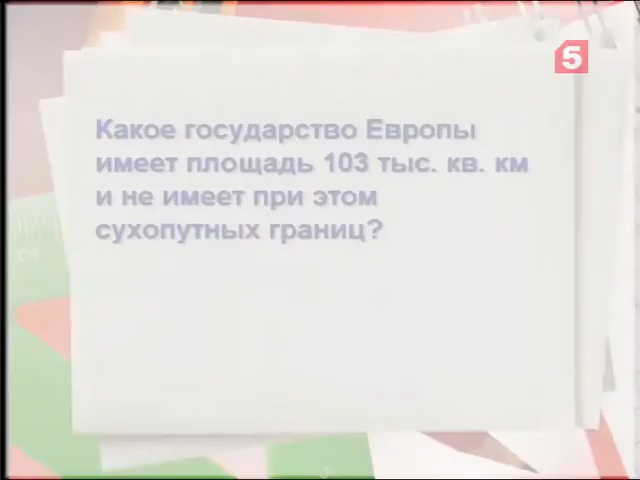 5
Какое государство Европы
имеет площадь 103 тыс. кв. км
и не имеет при этом
сухопутных границ?